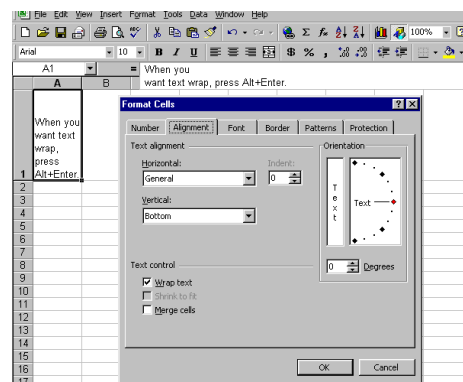 File Edit View Insert Format Tools Data Window Help
100%
Arial 10 B I U $ % ,
A1 = When you
want text wrap, press Alt+Enter.
A B
When you
want text
wrap,
press
1 Alt+Enter.
2
3
4
5
6
7
8
9
10
11
12
13
14
15
16
17
Format Cells
Number Alignment Font Border Patterns Protection
Text alignment
Orientation
Horizontal: Indent:
General 0
Vertical:
Bottom
T
e
x
t
Text
0 Degrees
Text control
Wrap text
Shrink to fit
Merge cells
OK Cancel